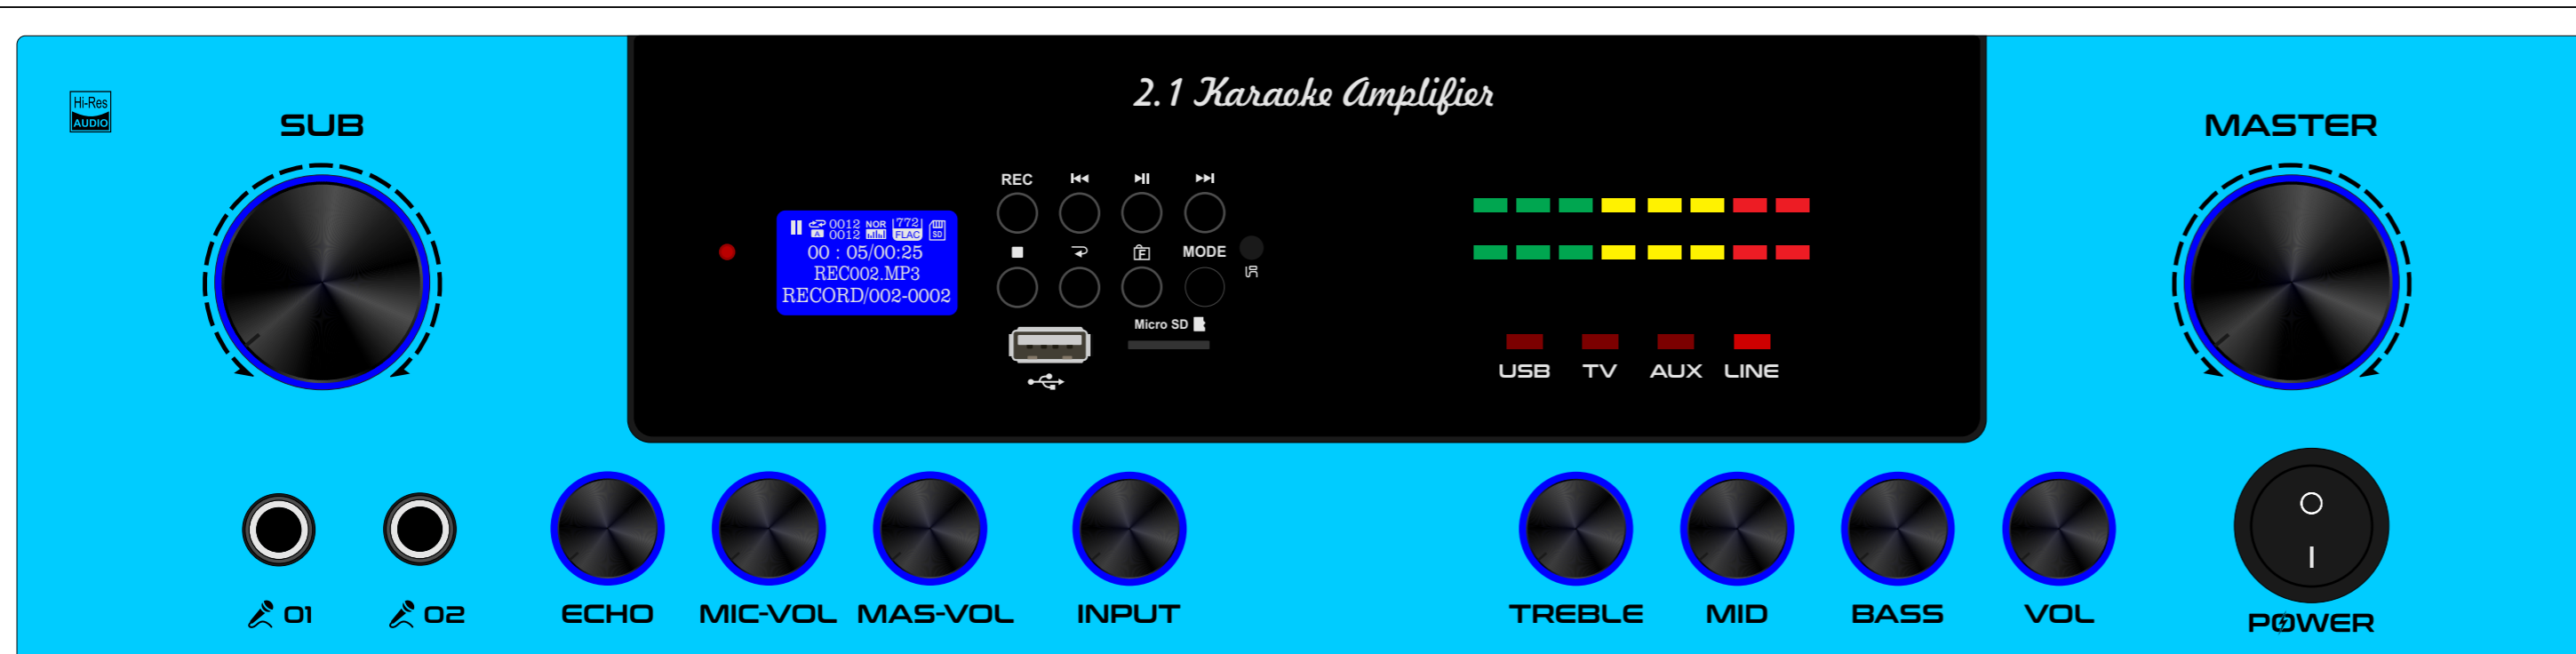 2.1 Karaoke Amplifier
Hi-Res
AUDIO
SUB
MASTER
REC
0012 NOR 772
A 0012 FLAC SD
00 : 05/00:25
REC002.MP3
RECORD/002-0002
F MODE
Micro SD
USB TV AUX LINE
01 02
ECHO MIC-VOL MAS-VOL INPUT
TREBLE MID BASS VOL
POWER